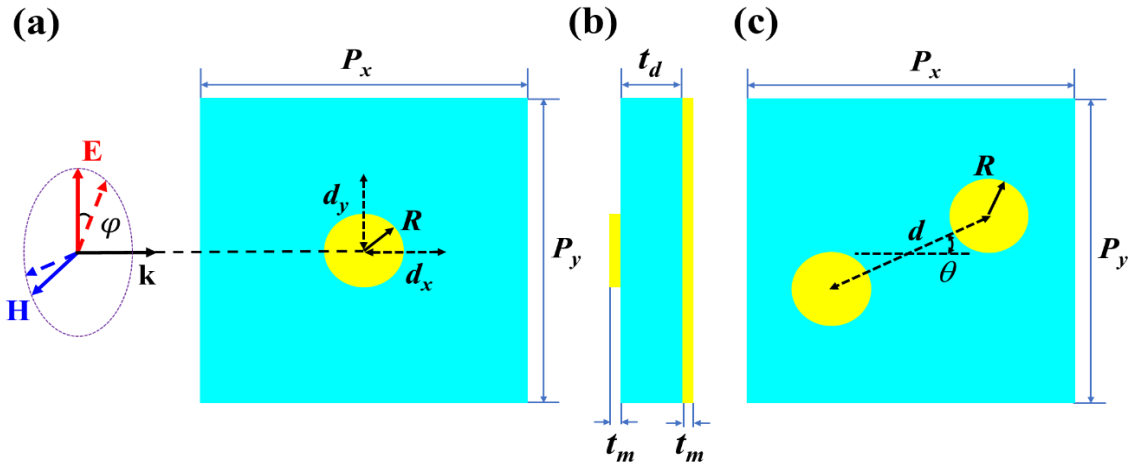 (a)
P_x
E
φ
k
H
d_y
R
d_x
P_y
(b)
t_d
t_m
t_m
(c)
P_x
R
d
θ
P_y